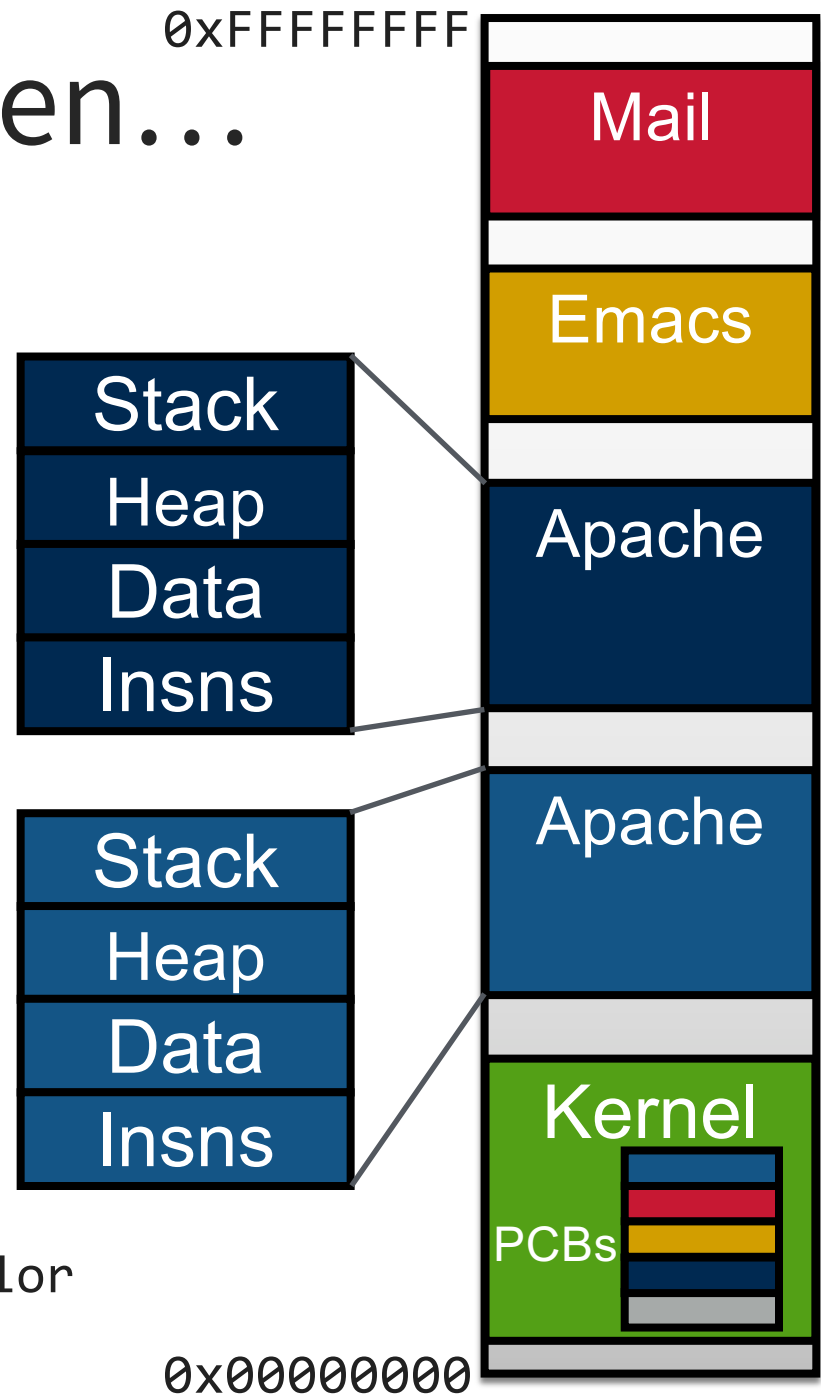 0xFFFFFFFF
en...
Mail
Emacs
Stack
Heap
Data
Insns
Apache
Stack
Heap
Data
Insns
Apache
Kernel
PCBs
lor
0x00000000